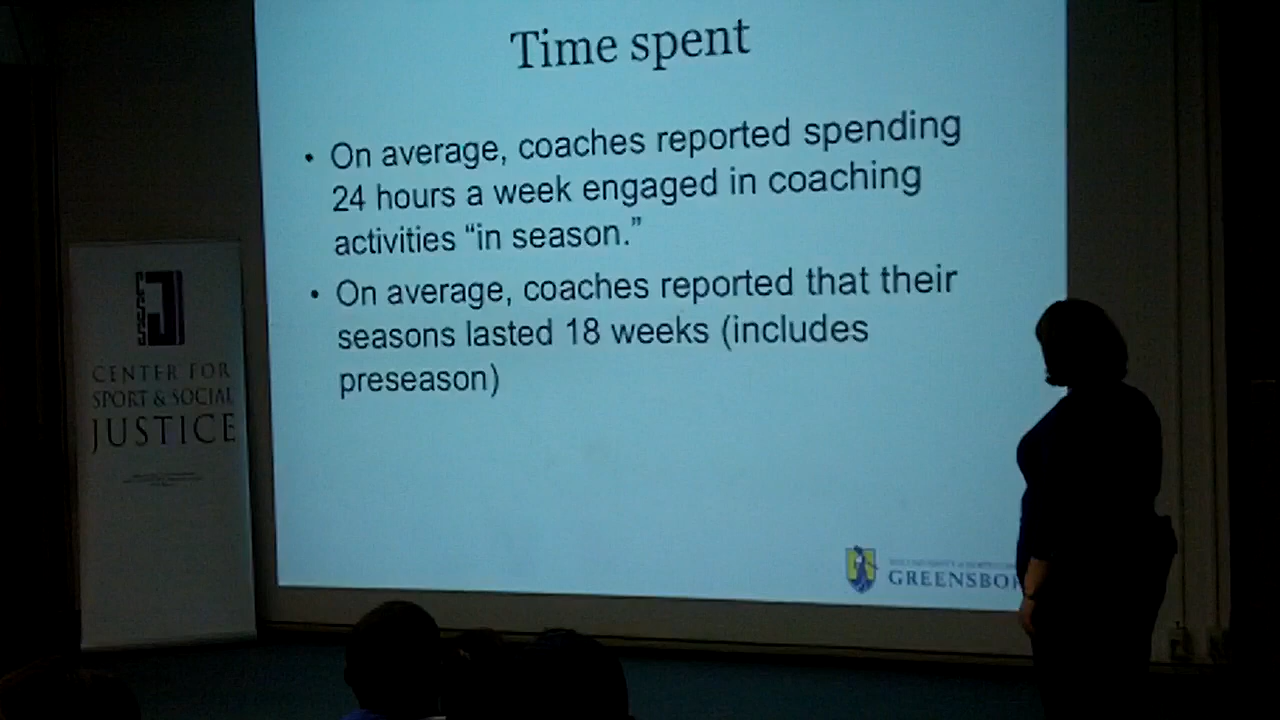 Time spent
• On average, coaches reported spending
24 hours a week engaged in coaching
activities “in season.”
• On average, coaches reported that their
seasons lasted 18 weeks (includes
preseason)
CENTER FOR
SPORT & SOCIAL
JUSTICE
GREENSBO